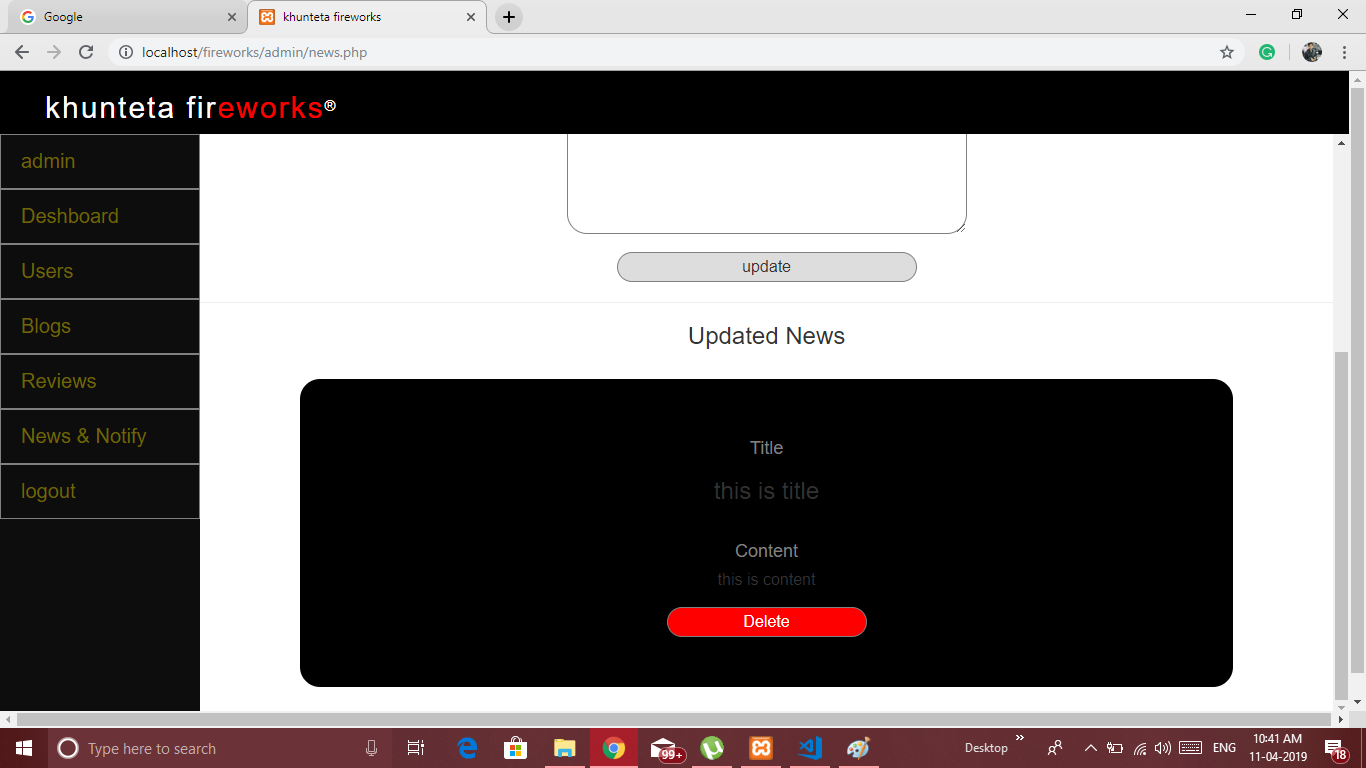 Google
khunteta fireworks
localhost/fireworks/admin/news.php
khunteta fireworks®
admin
Deshboard
Users
Blogs
Reviews
News & Notify
logout
update
Updated News
Title
this is title
Content
this is content
Delete
Type here to search
99+
Desktop
ENG
10:41 AM
11-04-2019
18